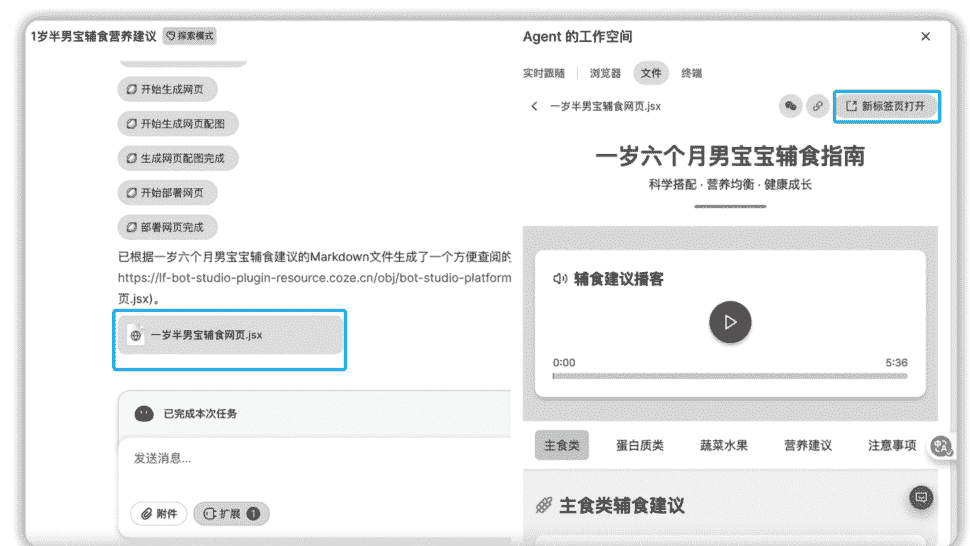 1岁半男宝辅食营养建议 探索模式
开始生成网页
开始生成网页配图
生成网页配图完成
开始部署网页
部署网页完成
已根据一岁六个月男宝宝辅食建议的Markdown文件生成了一个方便查阅的
https://lf-bot-studio-plugin-resource.coze.cn/obj/bot-studio-platform
页.jsx)。
一岁半男宝辅食网页.jsx
已完成本次任务
发送消息...
附件 扩展 1
Agent 的工作空间
实时跟随 浏览器 文件 终端
一岁半男宝辅食网页.jsx 新标签页打开
一岁六个月男宝宝辅食指南
科学搭配 · 营养均衡 · 健康成长
辅食建议播客
0:00 5:36
主食类 蛋白质类 蔬菜水果 营养建议 注意事项
主食类辅食建议